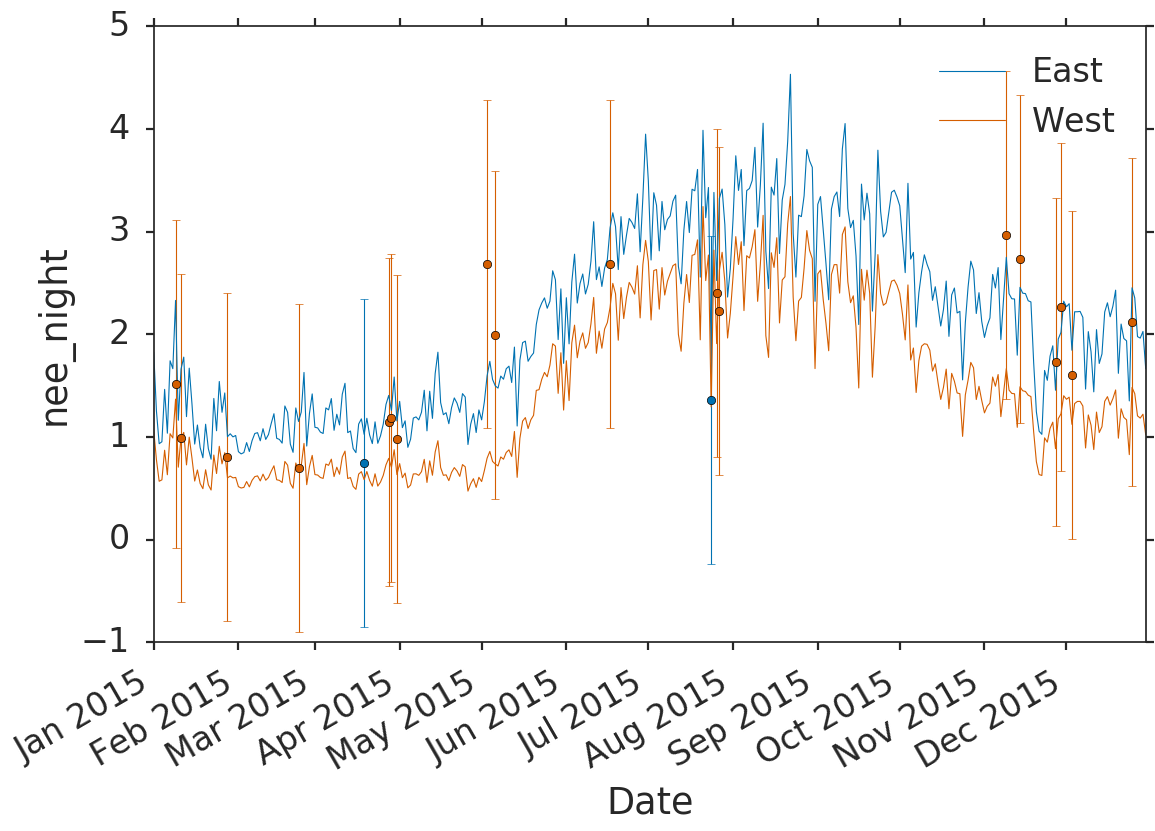 5
4
3
2
1
0
−1
nee_night
East
West
Jan 2015
Feb 2015
Mar 2015
Apr 2015
May 2015
Jun 2015
Jul 2015
Aug 2015
Sep 2015
Oct 2015
Nov 2015
Dec 2015
Date